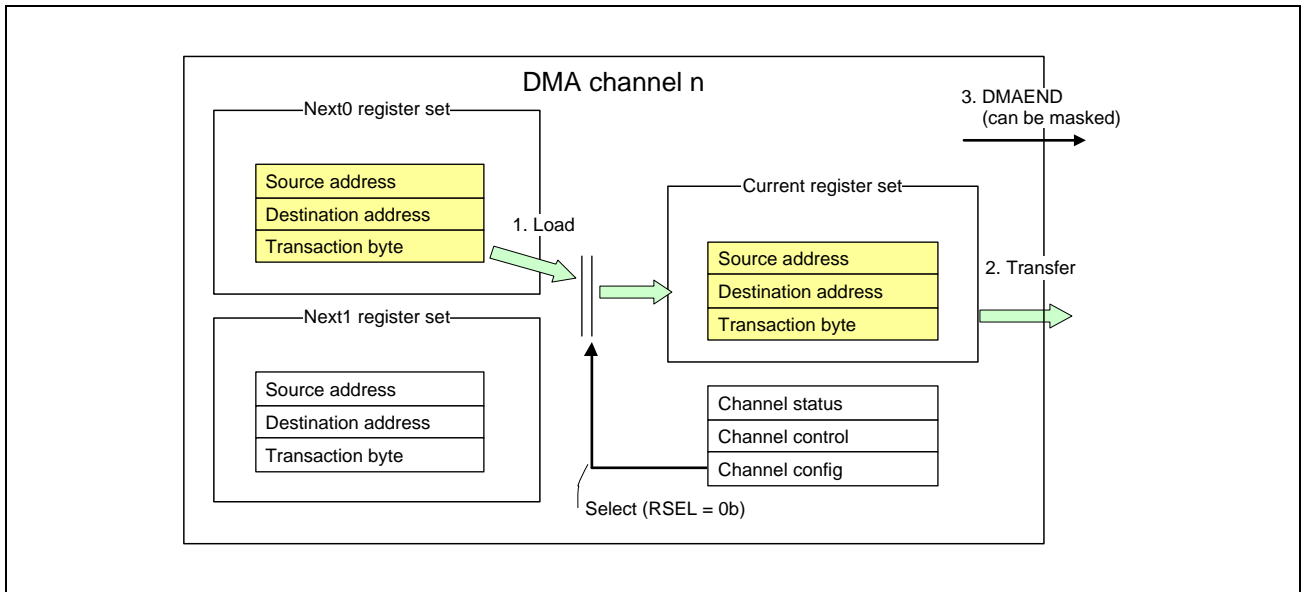 DMA channel n
Next0 register set
Source address
Destination address
Transaction byte
1. Load
Next1 register set
Source address
Destination address
Transaction byte
Current register set
Source address
Destination address
Transaction byte
2. Transfer
3. DMAEND
(can be masked)
Channel status
Channel control
Channel config
Select (RSEL = 0b)